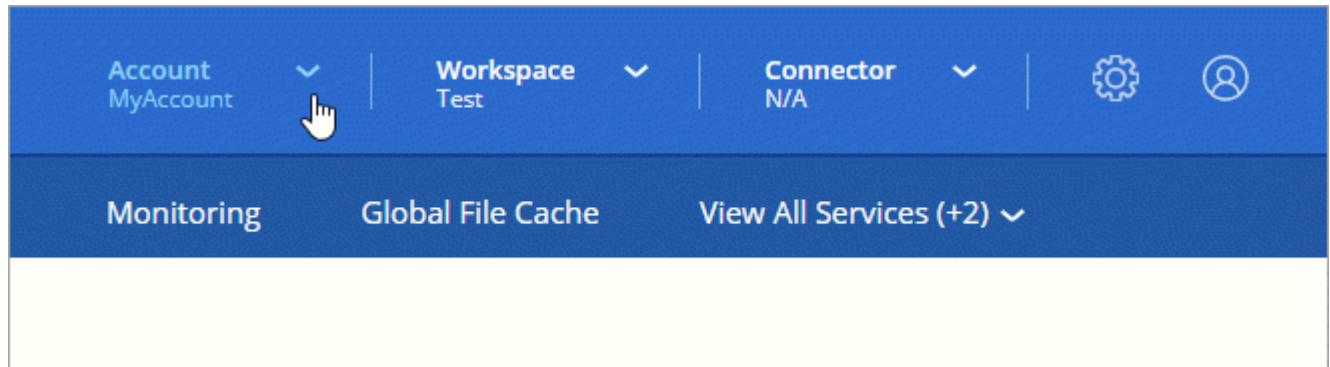 Account Workspace Connector
MyAccount Test N/A
Monitoring Global File Cache View All Services (+2)